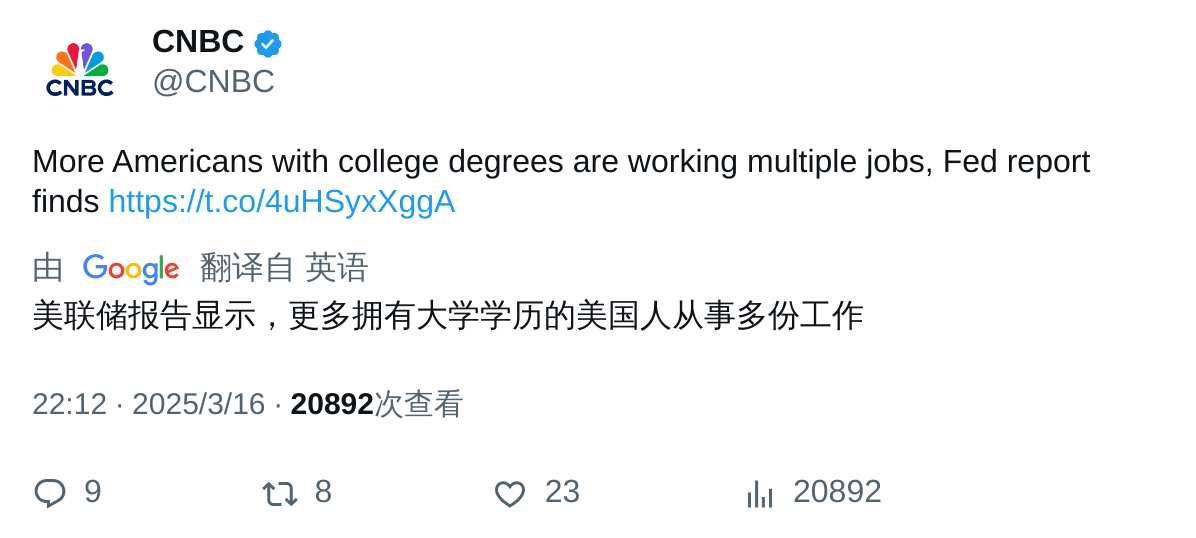 CNBC
CNBC
@CNBC
More Americans with college degrees are working multiple jobs, Fed report
finds https://t.co/4uHSyxXggA
由 Google 翻译自 英语
美联储报告显示，更多拥有大学学历的美国人从事多份工作
22:12 · 2025/3/16 · 20892次查看
9 8 23 20892